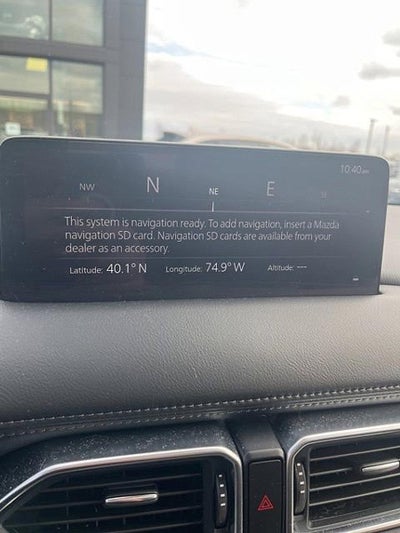 10:40am
NW N NE E
This system is navigation ready. To add navigation, insert a Mazda
navigation SD card. Navigation SD cards are available from your
dealer as an accessory.
Latitude: 40.1° N Longitude: 74.9° W Altitude: ---